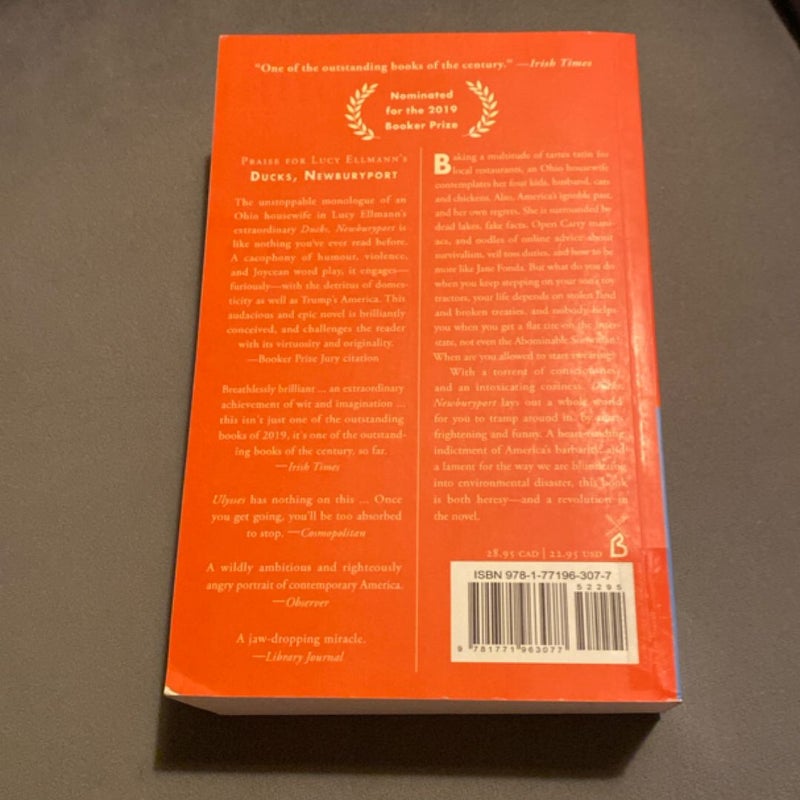 "One of the outstanding books of the century." —Irish Times
Nominated
for the 2019
Booker Prize
Praise for Lucy Ellmann's
Ducks, Newburyport
The unstoppable monologue of an
Ohio housewife in Lucy Ellmann's
extraordinary Ducks, Newburyport is
like nothing you've ever read before.
A cacophony of humour, violence,
and Joycean word play, it engages—
furiously—with the detritus of domes-
ticity as well as Trump's America. This
audacious and epic novel is brilliantly
conceived, and challenges the reader
with its virtuosity and originality.
—Booker Prize Jury citation
Breathlessly brilliant ... an extraordinary
achievement of wit and imagination ...
this isn't just one of the outstanding
books of 2019, it's one of the outstand-
ing books of the century, so far.
—Irish Times
Ulysses has nothing on this ... Once
you get going, you'll be too absorbed
to stop. —Cosmopolitan
A wildly ambitious and righteously
angry portrait of contemporary America.
—Observer
A jaw-dropping miracle.
—Library Journal
Baking a multitude of tartes tatin for
local restaurants, an Ohio housewife
contemplates her four kids, husband, cats
and chickens. Also, America's ignoble past,
and her own regrets. She is surrounded by
dead lakes, fake facts, Open Carry mani-
acs, and oodles of online advice about
survivalism, veil toss duties, and how to be
more like Jane Fonda. But what do you do
when you keep stepping on your son's toy
tractors, your life depends on stolen land
and broken treaties, and nobody helps
you when you get a flat tire on the inter-
state, not even the Abominable Snowman?
When are you allowed to start swearing?
With a torrent of consciousness
and an intoxicating coziness, Ducks,
Newburyport lays out a whole world
for you to tramp around in, by turns
frightening and funny. A heart-rending
indictment of America's barbarity, and
a lament for the way we are blundering
into environmental disaster, this book
is both heresy—and a revolution in
the novel.
28.95 CAD | 22.95 USD
ISBN 978-1-77196-307-7
52295
9 781771 963077